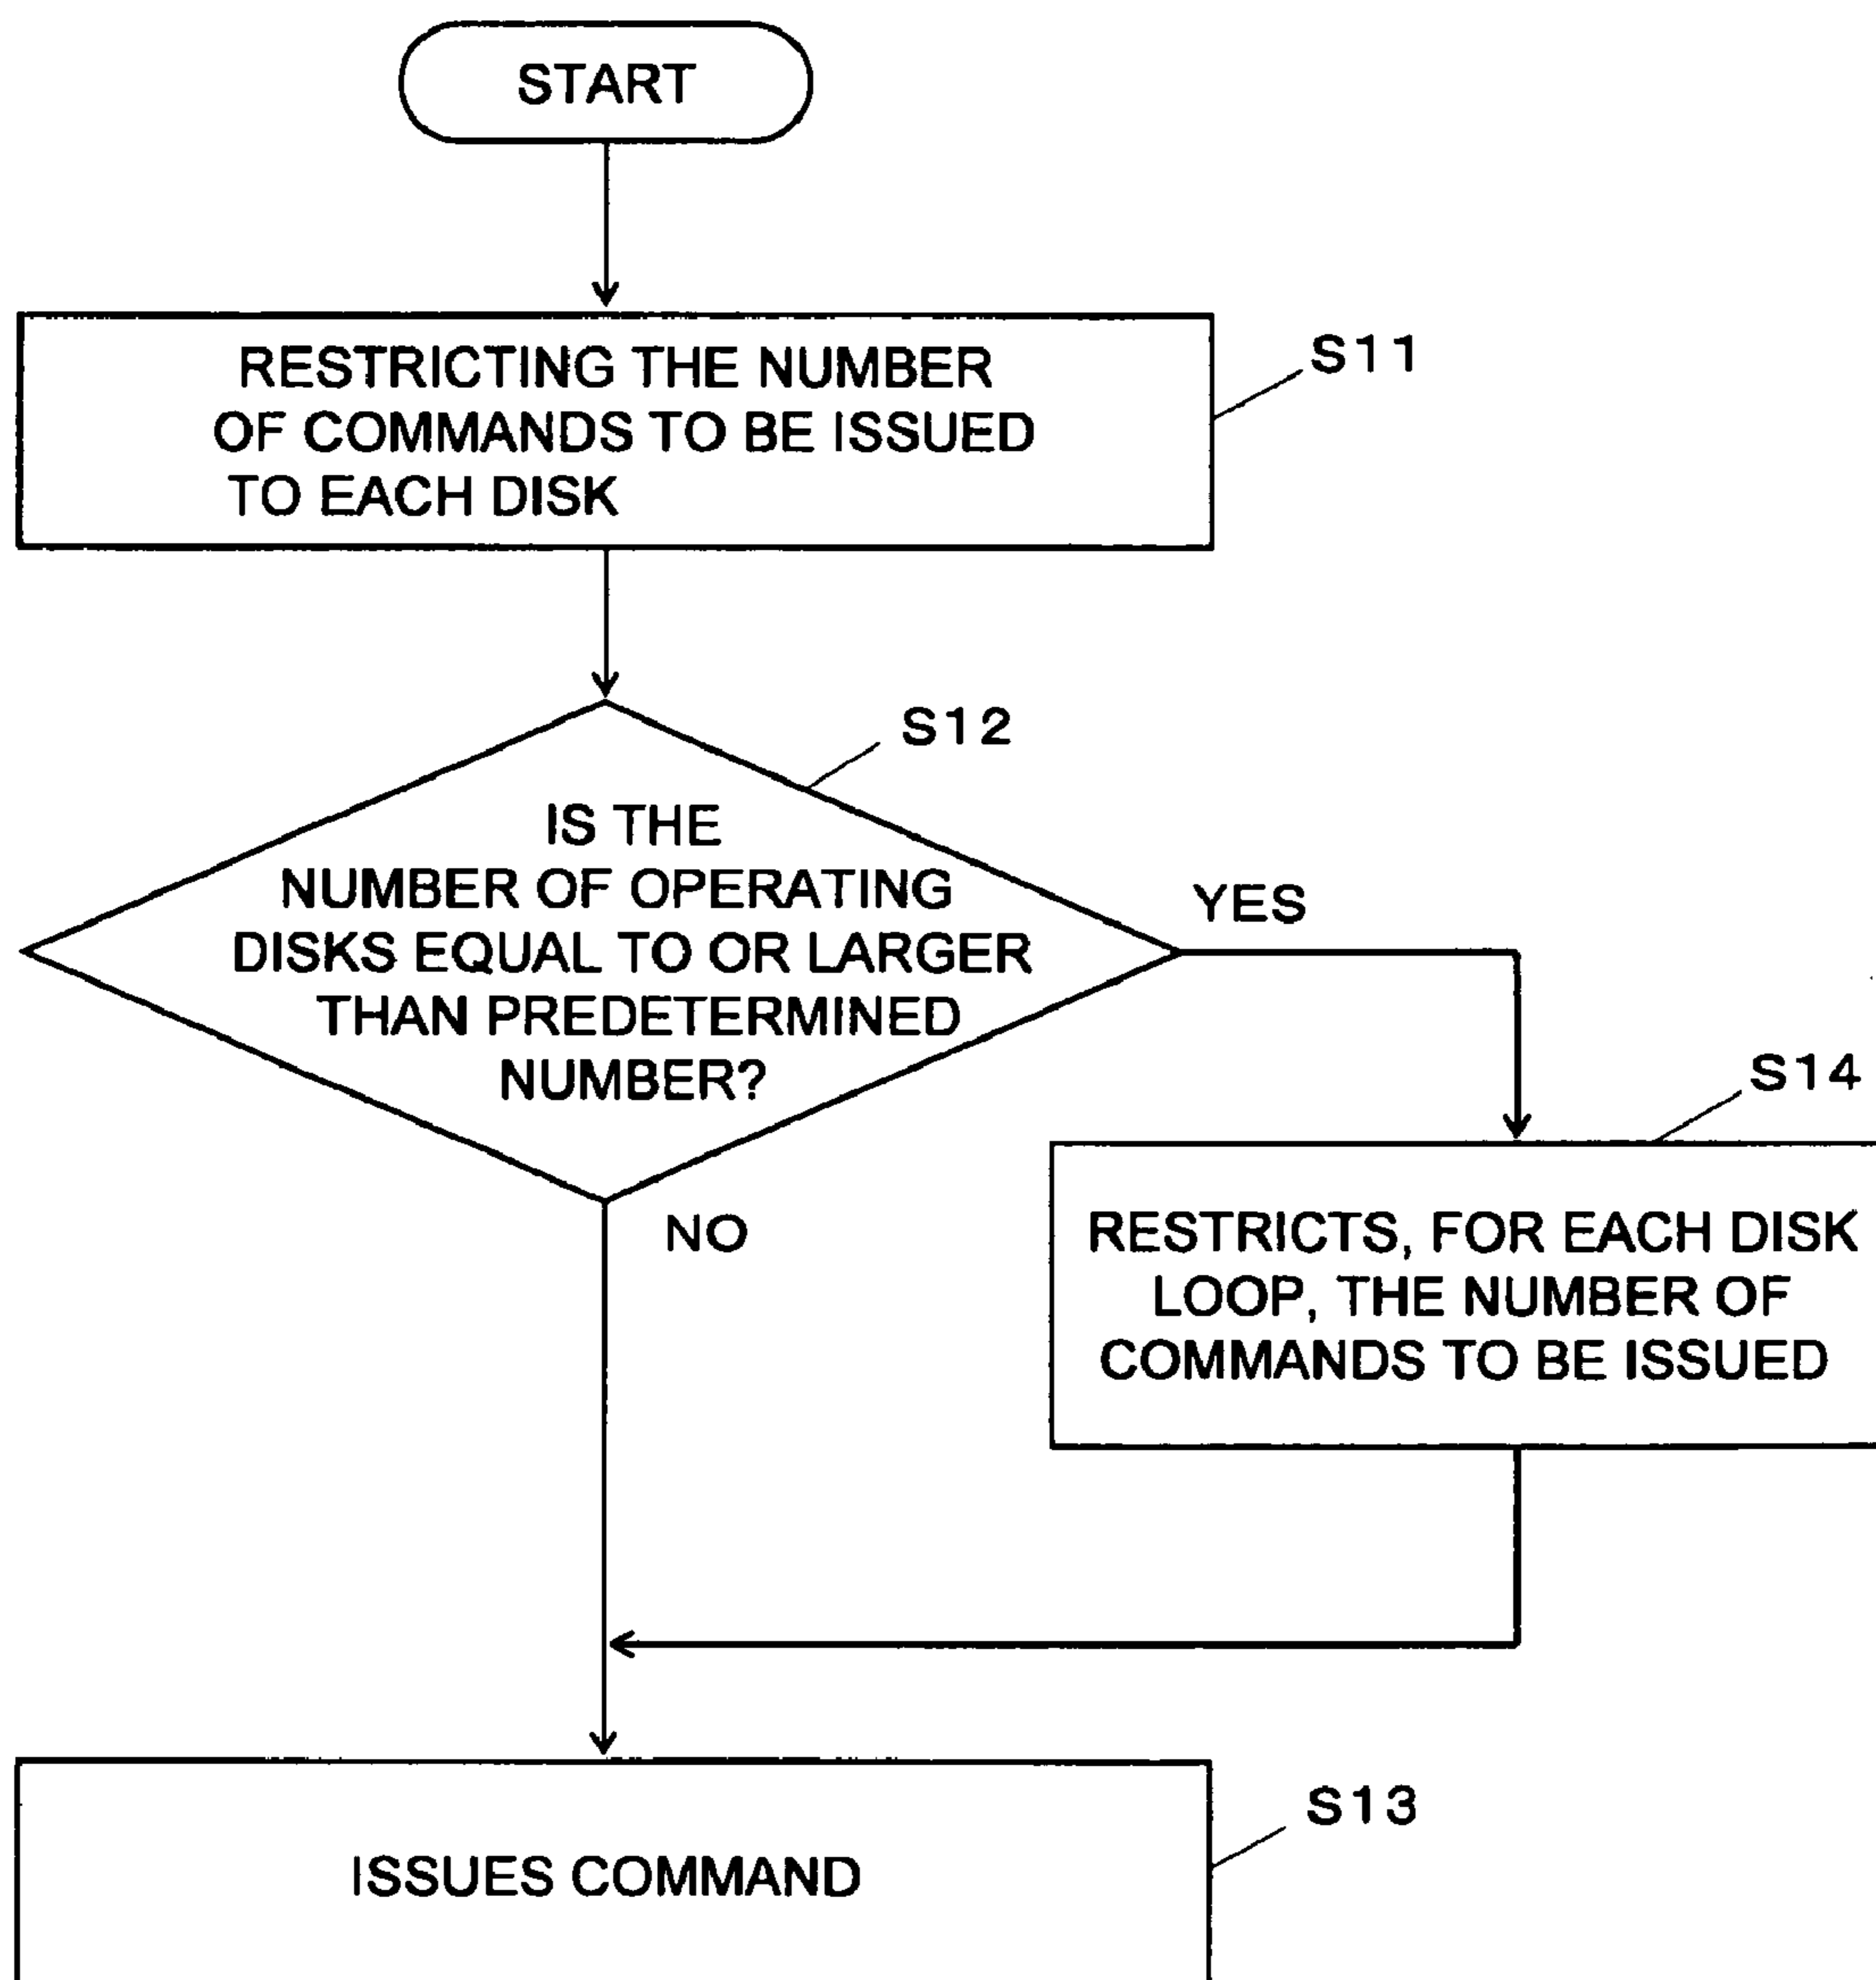 START
RESTRICTING THE NUMBER
OF COMMANDS TO BE ISSUED
TO EACH DISK
S11
S12
IS THE
NUMBER OF OPERATING
DISKS EQUAL TO OR LARGER
THAN PREDETERMINED
NUMBER?
YES
NO
S14
RESTRICTS, FOR EACH DISK
LOOP, THE NUMBER OF
COMMANDS TO BE ISSUED
S13
ISSUES COMMAND